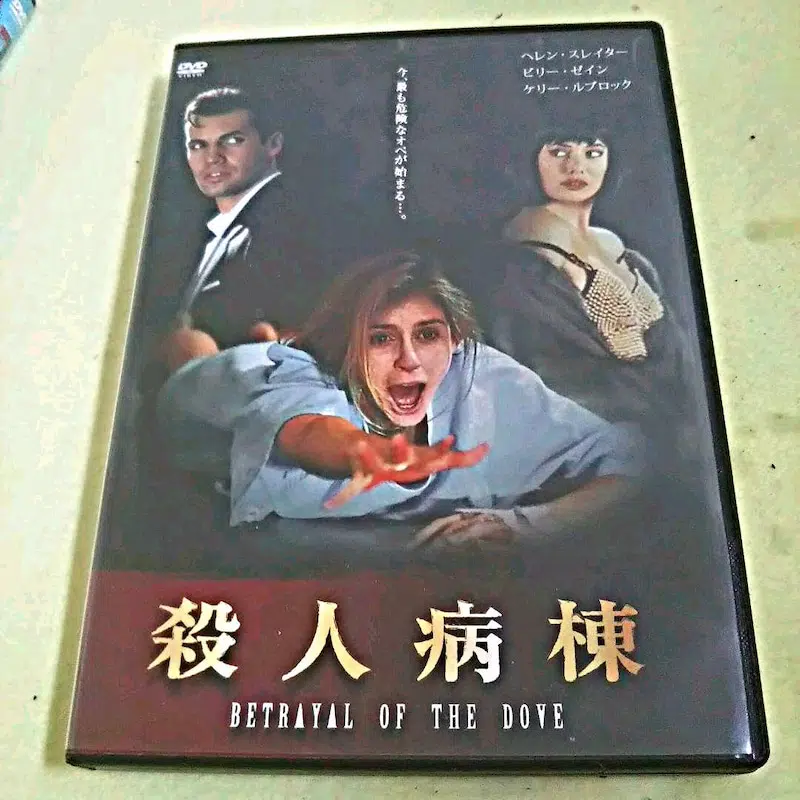 DVD
VIDEO
ヘレン・スレイター
ビリー・ゼイン
ケリー・ルブロック
今、最も危険なオペが始まる…。
殺人病棟
BETRAYAL OF THE DOVE